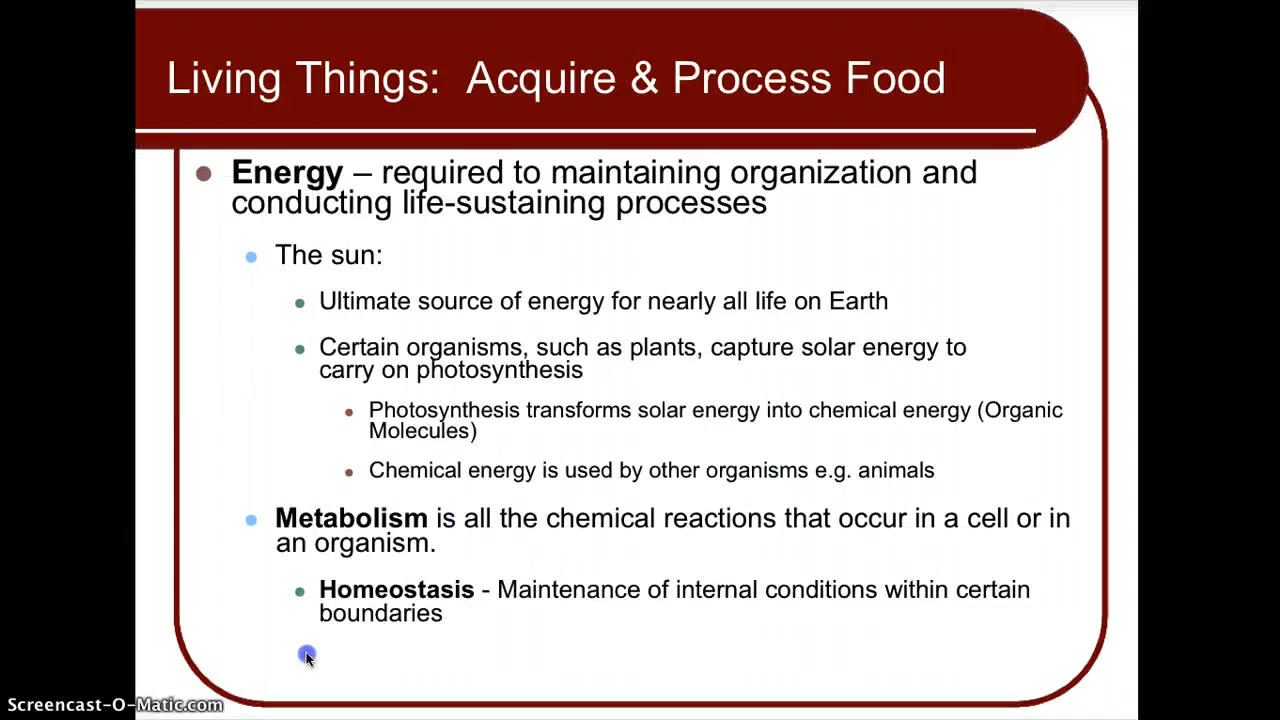 Living Things:  Acquire & Process Food
Energy – required to maintaining organization and
conducting life-sustaining processes
The sun:
Ultimate source of energy for nearly all life on Earth
Certain organisms, such as plants, capture solar energy to
carry on photosynthesis
Photosynthesis transforms solar energy into chemical energy (Organic
Molecules)
Chemical energy is used by other organisms e.g. animals
Metabolism is all the chemical reactions that occur in a cell or in
an organism.
Homeostasis - Maintenance of internal conditions within certain
boundaries
Screencast-O-Matic.com